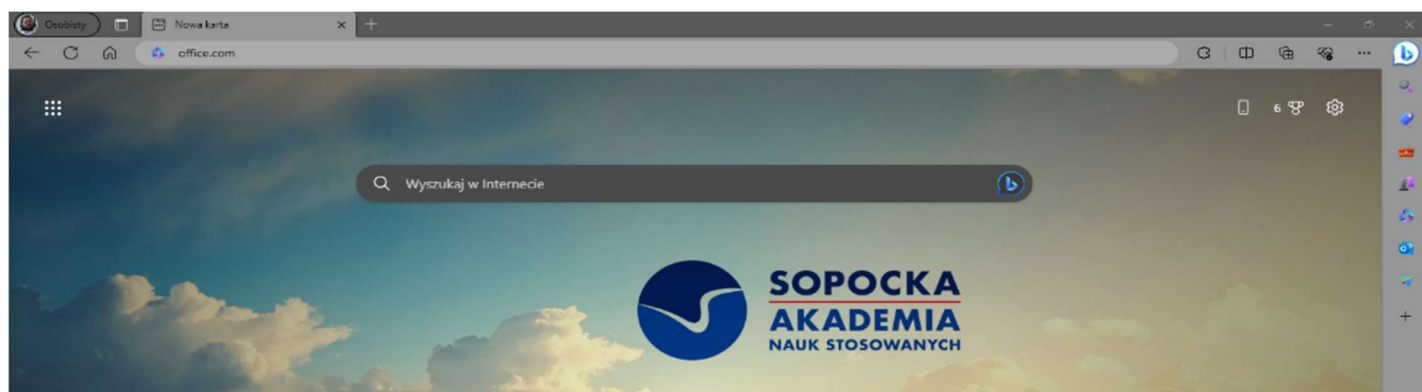 Osobisty
Nowa karta
office.com
6
Wyszukaj w Internecie
SOPOCKA
AKADEMIA
NAUK STOSOWANYCH